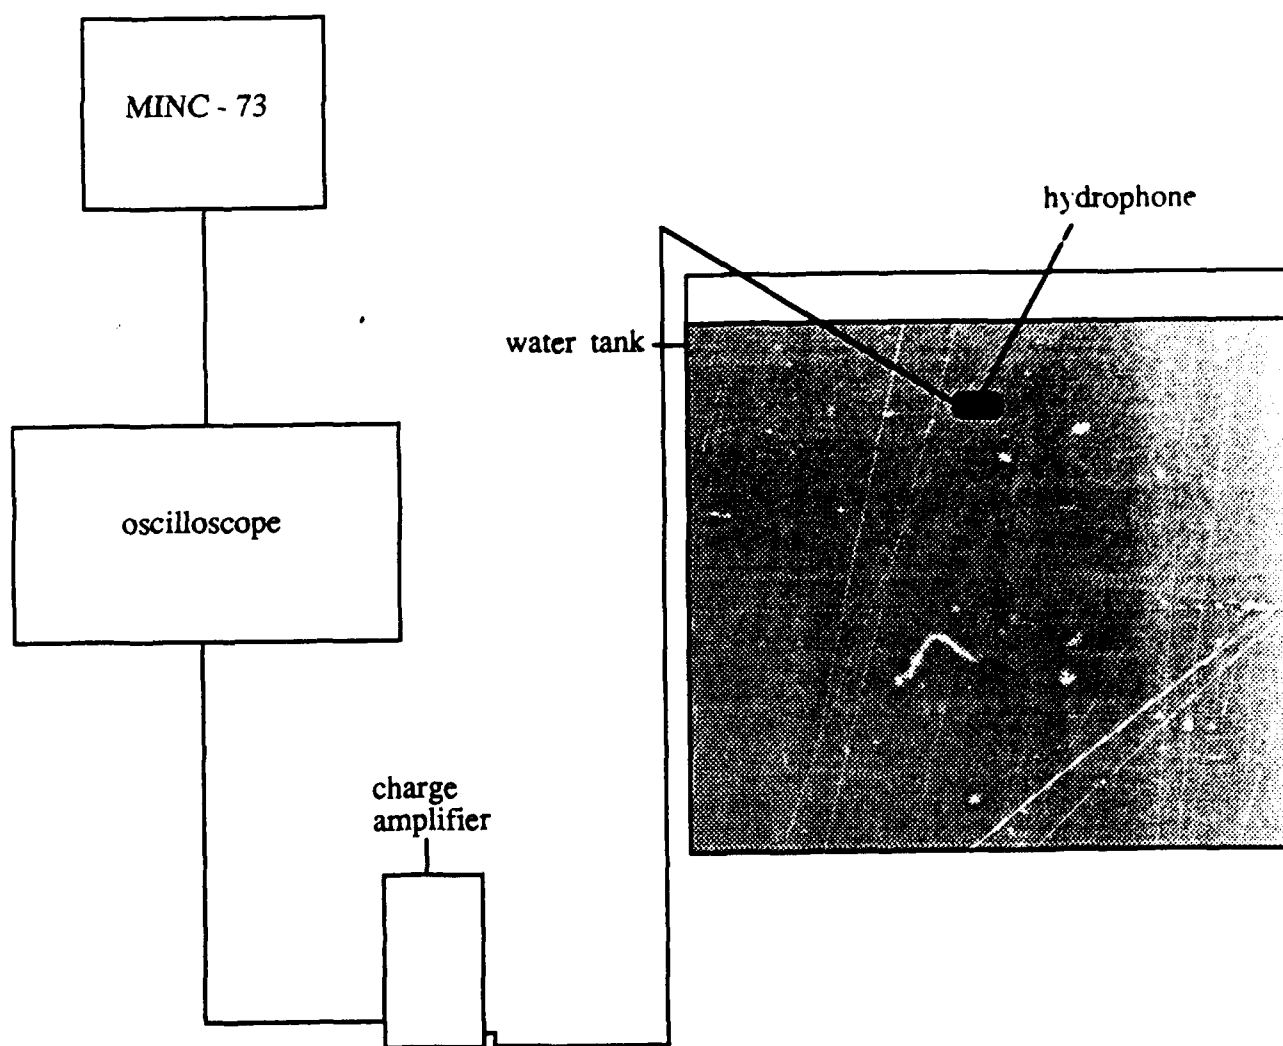 MINC - 73
hydrophone
water tank
oscilloscope
charge
amplifier